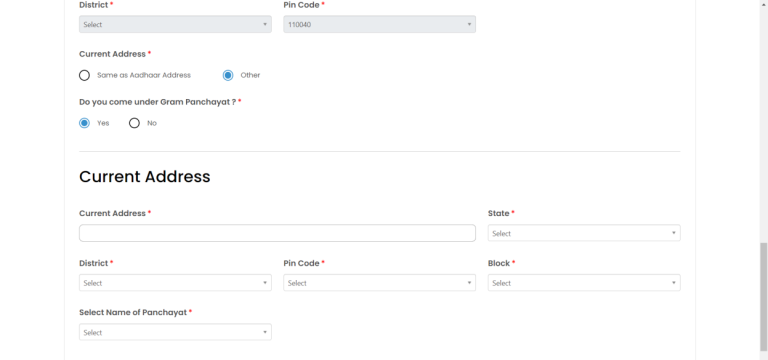 District * Pin Code *
Select 110040
Current Address *
Same as Aadhaar Address Other
Do you come under Gram Panchayat ? *
Yes No
Current Address
Current Address * State *
Select
District * Pin Code * Block *
Select Select Select
Select Name of Panchayat *
Select